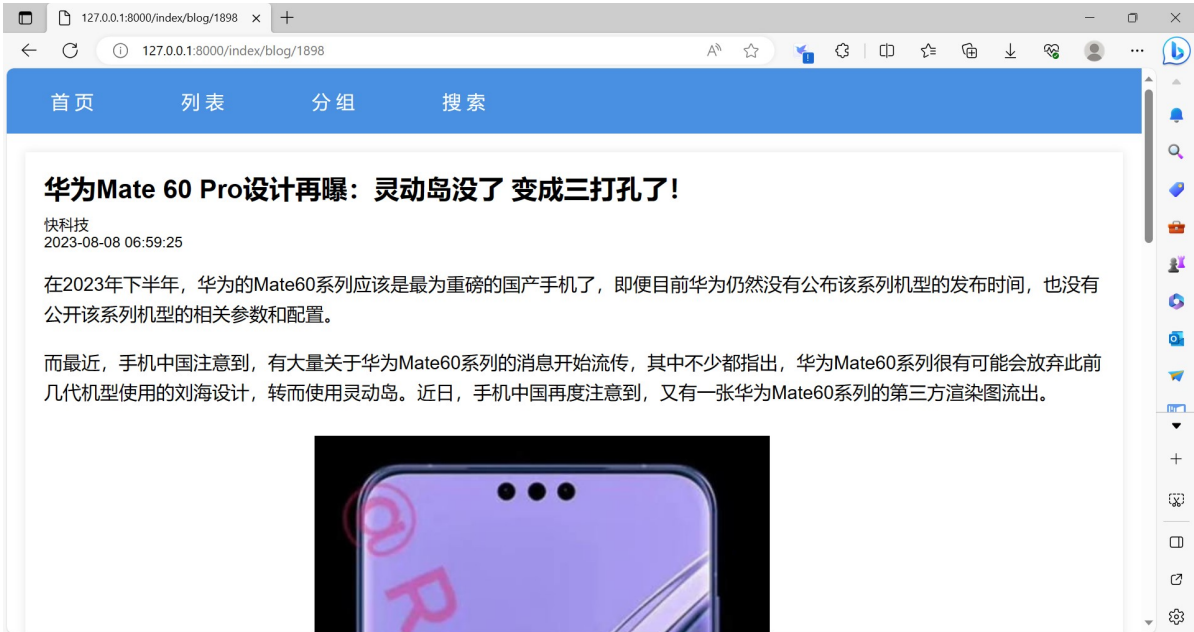 127.0.0.1:8000/index/blog/1898
127.0.0.1:8000/index/blog/1898
首页 列表 分组 搜索
华为Mate 60 Pro设计再曝：灵动岛没了 变成三打孔了！
快科技
2023-08-08 06:59:25
在2023年下半年，华为的Mate60系列应该是最为重磅的国产手机了，即便目前华为仍然没有公布该系列机型的发布时间，也没有
公开该系列机型的相关参数和配置。
而最近，手机中国注意到，有大量关于华为Mate60系列的消息开始流传，其中不少都指出，华为Mate60系列很有可能会放弃此前
几代机型使用的刘海设计，转而使用灵动岛。近日，手机中国再度注意到，又有一张华为Mate60系列的第三方渲染图流出。
@R